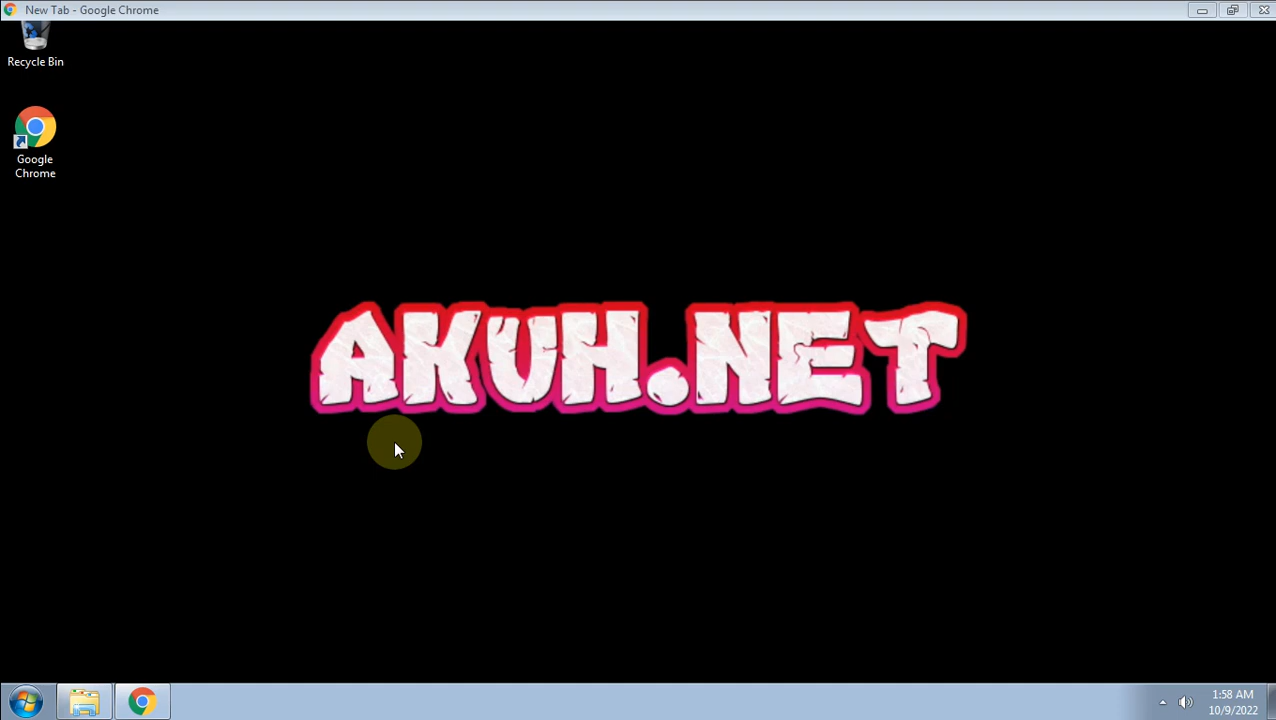 New Tab - Google Chrome
Recycle Bin
Google
Chrome
AKUH.NET
1:58 AM
10/9/2022